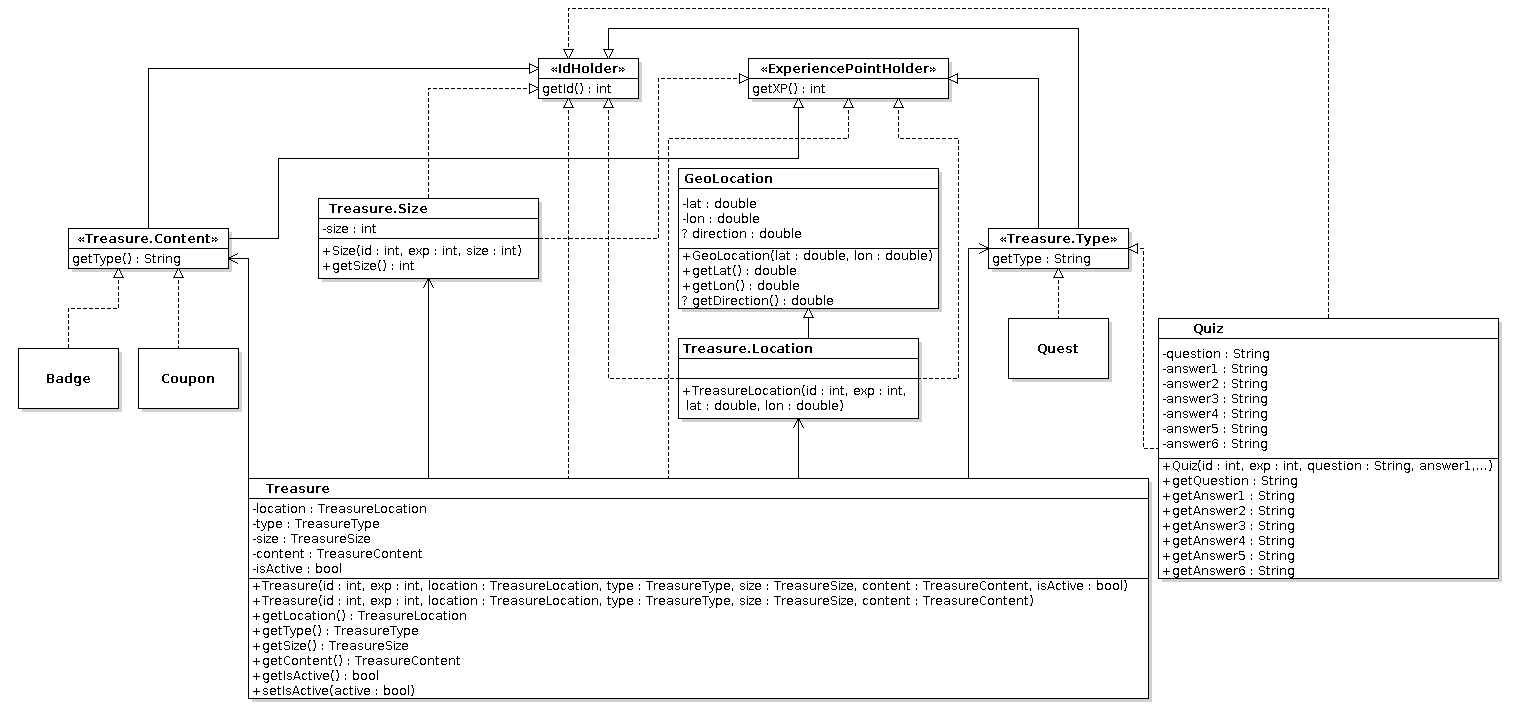 «IdHolder»
getId() : int
«ExperiencePointHolder»
getXP() : int
GeoLocation
-lat : double
-lon : double
? direction : double
+GeoLocation(lat : double, lon : double)
+getLat() : double
+getLon() : double
? getDirection() : double
Treasure.Size
-size : int
+Size(id : int, exp : int, size : int)
+getSize() : int
«Treasure.Content»
getType() : String
«Treasure.Type»
getType : String
Badge
Coupon
Treasure.Location
+TreasureLocation(id : int, exp : int,
lat : double, lon : double)
Quest
Quiz
-question : String
-answer1 : String
-answer2 : String
-answer3 : String
-answer4 : String
-answer5 : String
-answer6 : String
+Quiz(id : int, exp : int, question : String, answer1,...)
+getQuestion : String
+getAnswer1 : String
+getAnswer2 : String
+getAnswer3 : String
+getAnswer4 : String
+getAnswer5 : String
+getAnswer6 : String
Treasure
-location : TreasureLocation
-type : TreasureType
-size : TreasureSize
-content : TreasureContent
-isActive : bool
+Treasure(id : int, exp : int, location : TreasureLocation, type : TreasureType, size : TreasureSize, content : TreasureContent, isActive : bool)
+Treasure(id : int, exp : int, location : TreasureLocation, type : TreasureType, size : TreasureSize, content : TreasureContent)
+getLocation() : TreasureLocation
+getType() : TreasureType
+getSize() : TreasureSize
+getContent() : TreasureContent
+getIsActive() : bool
+setIsActive(active : bool)